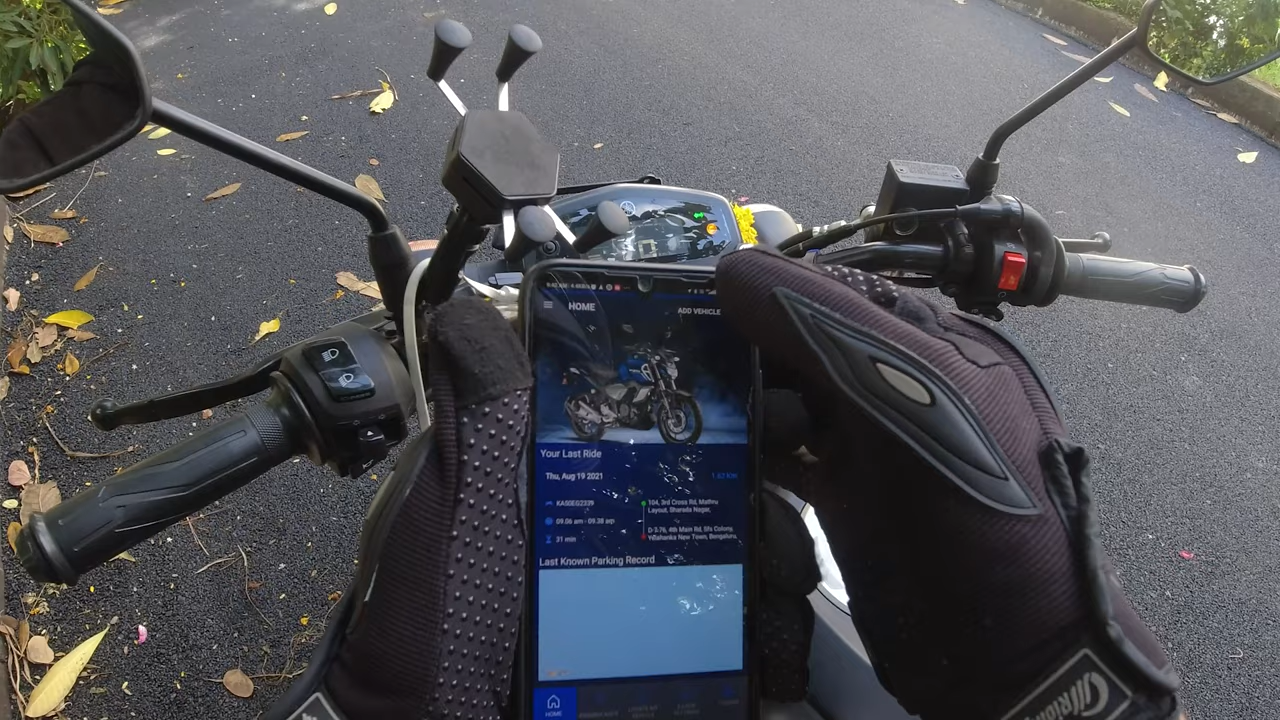 HOME
ADD VEHICLE
Your Last Ride
Thu, Aug 19 2021
1.62 km
KA50EG2339
104, 3rd Cross Rd, Mathru
Layout, Sharada Nagar,
09.06 am - 09.38 am
D-3.76, 4th Main Rd, Sfs Colony,
Yelahanka New Town, Bengaluru,
31 min
Last Known Parking Record
HOME